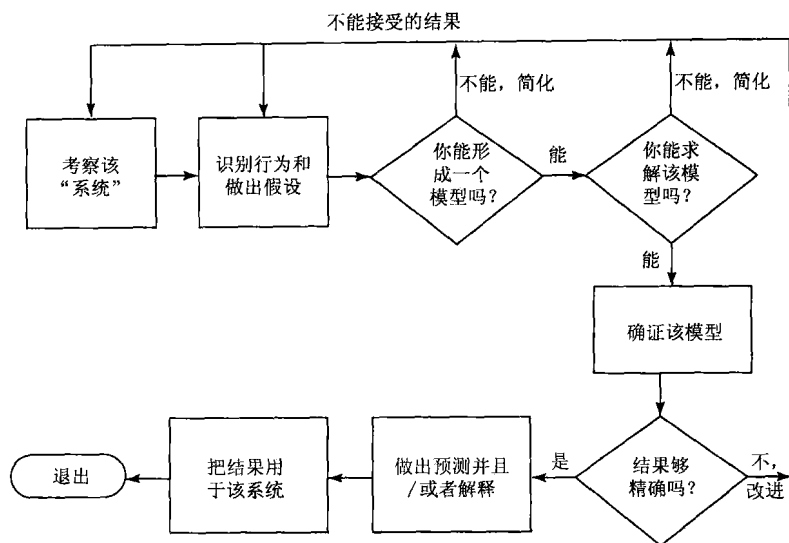 不能接受的结果
不能，简化
不能，简化
考察该
“系统”
识别行为和
做出假设
你能形
成一个
模型吗？
能
你能求
解该模
型吗？
能
确证该模型
退出
把结果用
于该系统
做出预测并且
/或者解释
是
结果够
精确吗？
不，
改进